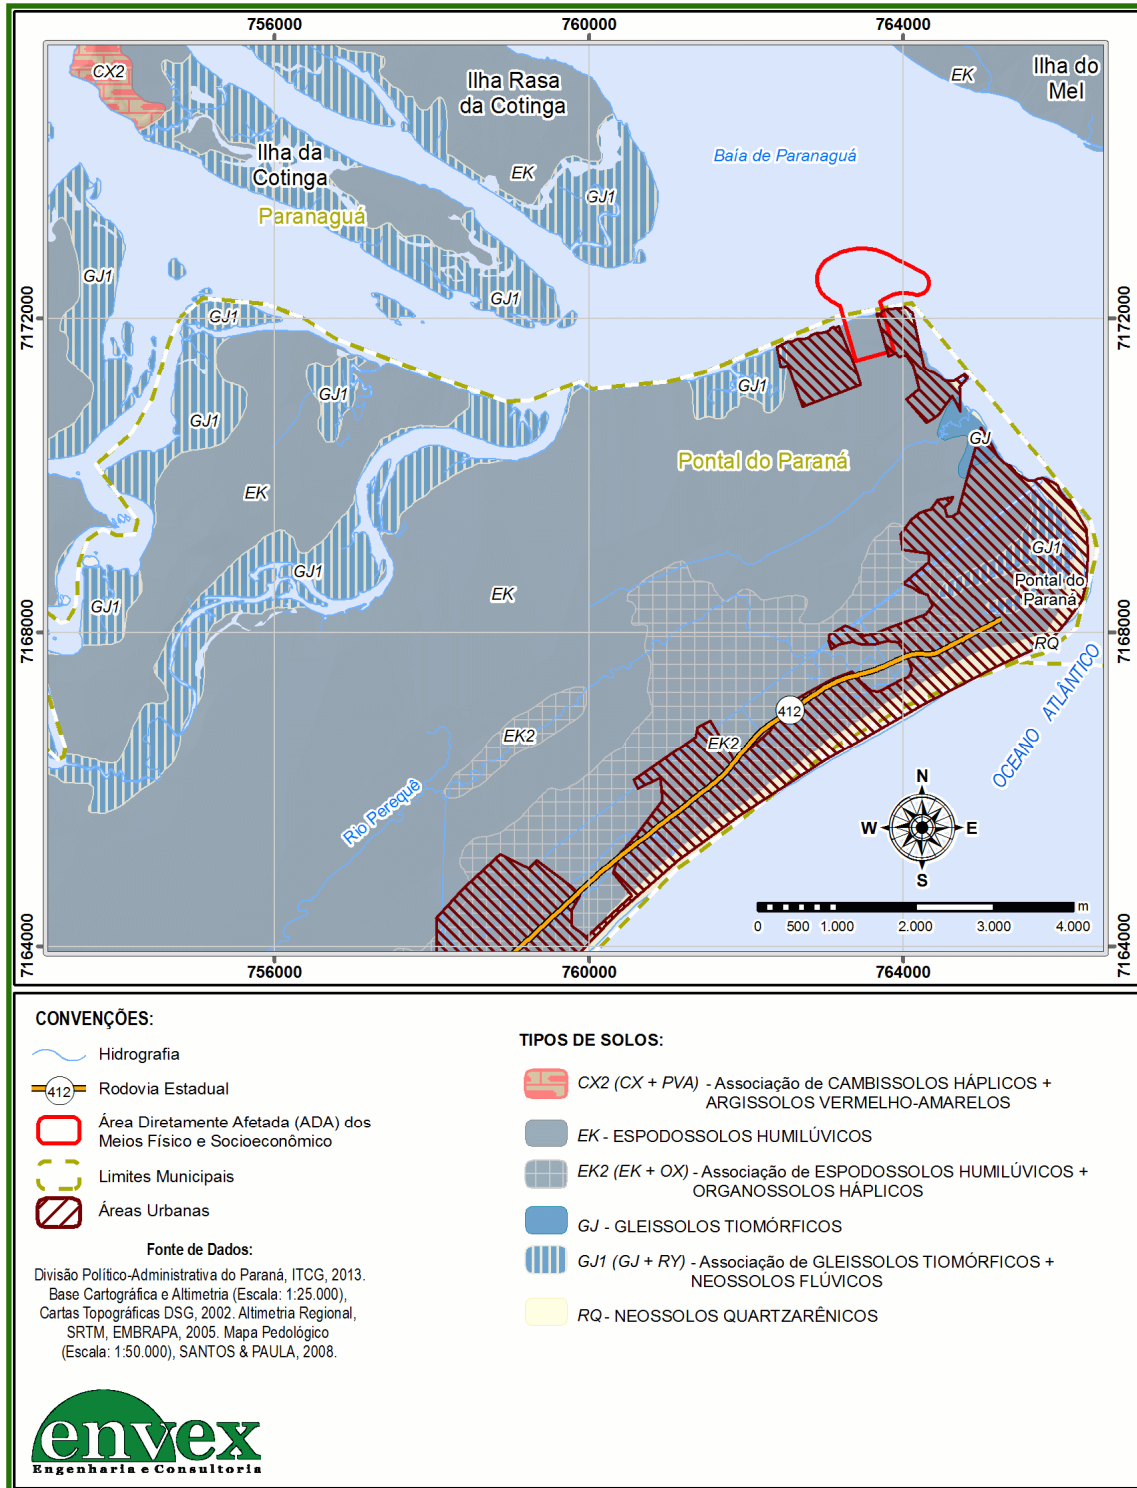 756000
760000
764000
CX2
Ilha Rasa
da Cotinga
EK
Ilha do
Mel
Ilha da
Cotinga
Baía de Paranaguá
EK
GJ1
Paranaguá
GJ1
GJ1
7172000
7172000
GJ1
GJ1
GJ1
GJ1
GJ
Pontal do Paraná
EK
GJ1
GJ1
Pontal do
Paraná
EK
GJ1
7168000
7168000
RQ
OCEANO ATLÂNTICO
412
EK2
EK2
Rio Perequê
N
W
E
S
m
0
500
1.000
2.000
3.000
4.000
7164000
7164000
756000
760000
764000
CONVENÇÕES:
Hidrografia
412
Rodovia Estadual
Área Diretamente Afetada (ADA) dos
Meios Físico e Socioeconômico
Limites Municipais
Áreas Urbanas
Fonte de Dados:
Divisão Político-Administrativa do Paraná, ITCG, 2013.
Base Cartográfica e Altimetria (Escala: 1:25.000),
Cartas Topográficas DSG, 2002. Altimetria Regional,
SRTM, EMBRAPA, 2005. Mapa Pedológico
(Escala: 1:50.000), SANTOS & PAULA, 2008.
TIPOS DE SOLOS:
CX2 (CX + PVA) - Associação de CAMBISSOLOS HÁPLICOS +
ARGISSOLOS VERMELHO-AMARELOS
EK - ESPODOSSOLOS HUMILÚVICOS
EK2 (EK + OX) - Associação de ESPODOSSOLOS HUMILÚVICOS +
ORGANOSSOLOS HÁPLICOS
GJ - GLEISSOLOS TIOMÓRFICOS
GJ1 (GJ + RY) - Associação de GLEISSOLOS TIOMÓRFICOS +
NEOSSOLOS FLÚVICOS
RQ - NEOSSOLOS QUARTZARÊNICOS
envex
Engenharia e Consultoria